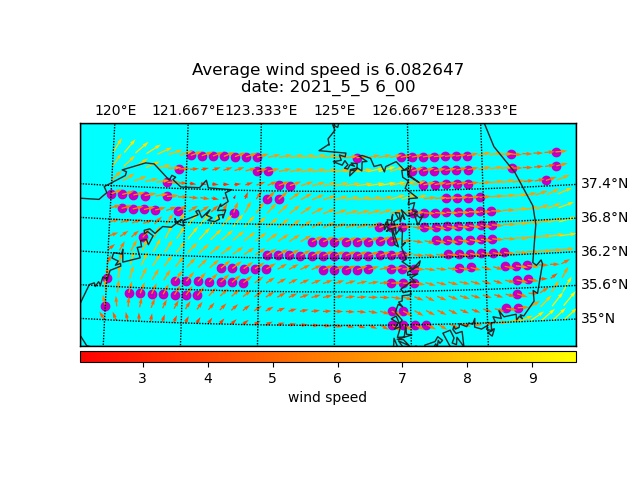 Average wind speed is 6.082647
date: 2021_5_5 6_00
120°E 121.667°E 123.333°E 125°E 126.667°E 128.333°E
37.4°N
36.8°N
36.2°N
35.6°N
35°N
3 4 5 6 7 8 9
wind speed